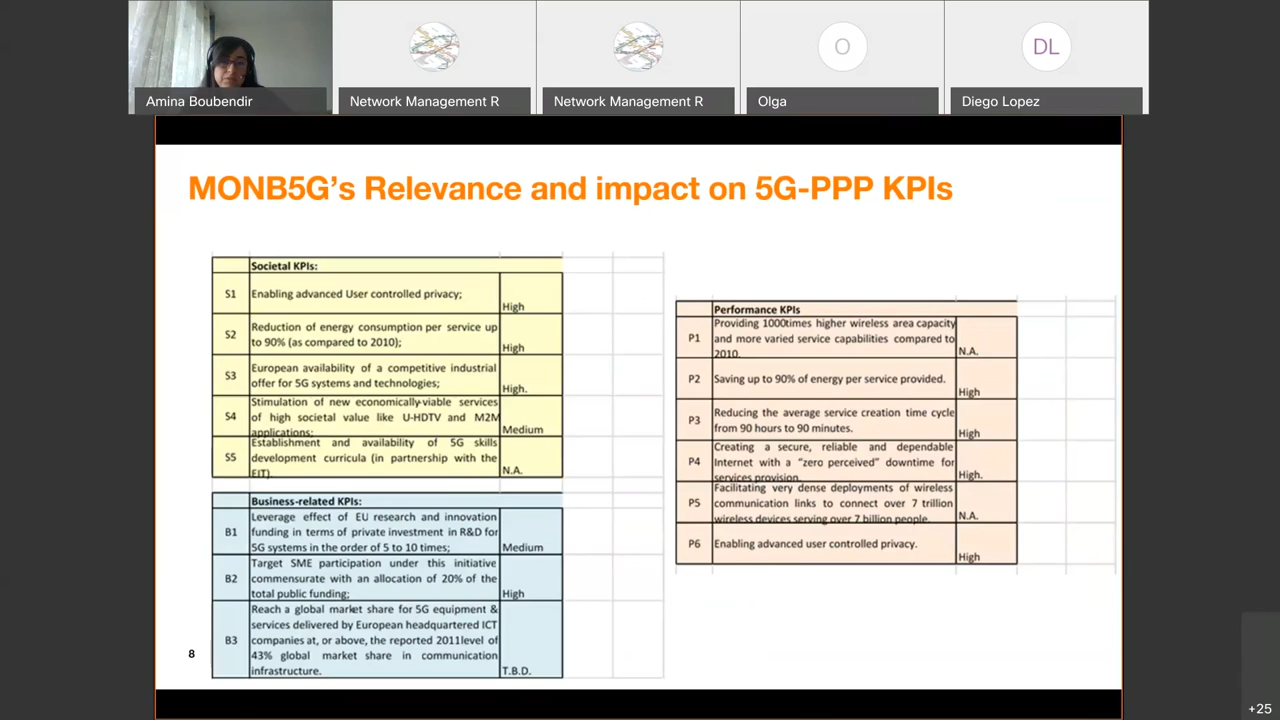 O
DL
Amina Boubendir
Network Management R
Network Management R
Olga
Diego Lopez
MONB5G’s Relevance and impact on 5G-PPP KPIs
Societal KPIs:
S1
Enabling advanced User controlled privacy;
High
S2
Reduction of energy consumption per service up
to 90% (as compared to 2010);
High
S3
European availability of a competitive industrial
offer for 5G systems and technologies;
High.
S4
Stimulation of new economically-viable services
of high societal value like U-HDTV and M2M
applications;
Medium
S5
Establishment and availability of 5G skills
development curricula (in partnership with the
EIT).
N.A.
Business-related KPIs:
B1
Leverage effect of EU research and innovation
funding in terms of private investment in R&D for
5G systems in the order of 5 to 10 times;
Medium
B2
Target SME participation under this initiative
commensurate with an allocation of 20% of the
total public funding;
High
B3
Reach a global market share for 5G equipment &
services delivered by European headquartered ICT
companies at, or above, the reported 2011level of
43% global market share in communication
infrastructure.
T.B.D.
Performance KPIs
P1
Providing 1000times higher wireless area capacity
and more varied service capabilities compared to
2010.
N.A.
P2
Saving up to 90% of energy per service provided.
High
P3
Reducing the average service creation time cycle
from 90 hours to 90 minutes.
High
P4
Creating a secure, reliable and dependable
Internet with a “zero perceived” downtime for
services provision.
High.
P5
Facilitating very dense deployments of wireless
communication links to connect over 7 trillion
wireless devices serving over 7 billion people.
N.A.
P6
Enabling advanced user controlled privacy.
High
8
+25